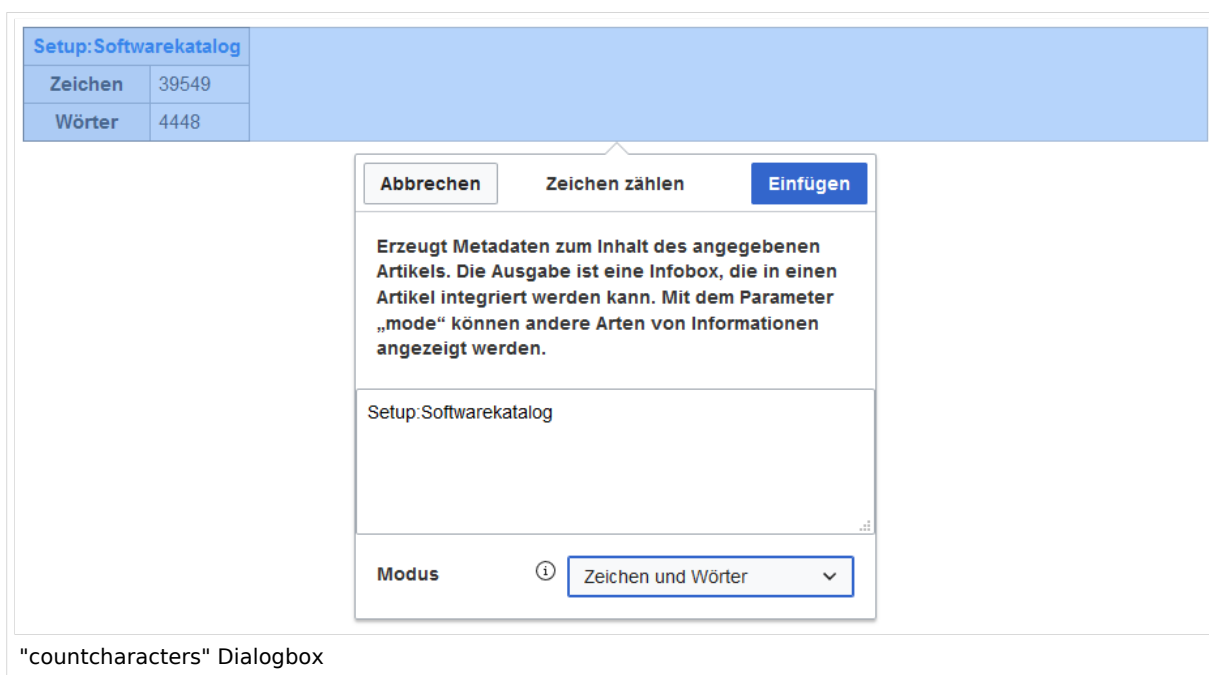 Setup:Softwarekatalog
Zeichen 39549
Wörter 4448
Abbrechen Zeichen zählen Einfügen
Erzeugt Metadaten zum Inhalt des angegebenen
Artikels. Die Ausgabe ist eine Infobox, die in einen
Artikel integriert werden kann. Mit dem Parameter
„mode“ können andere Arten von Informationen
angezeigt werden.
Setup:Softwarekatalog
Modus Zeichen und Wörter
"countcharacters" Dialogbox